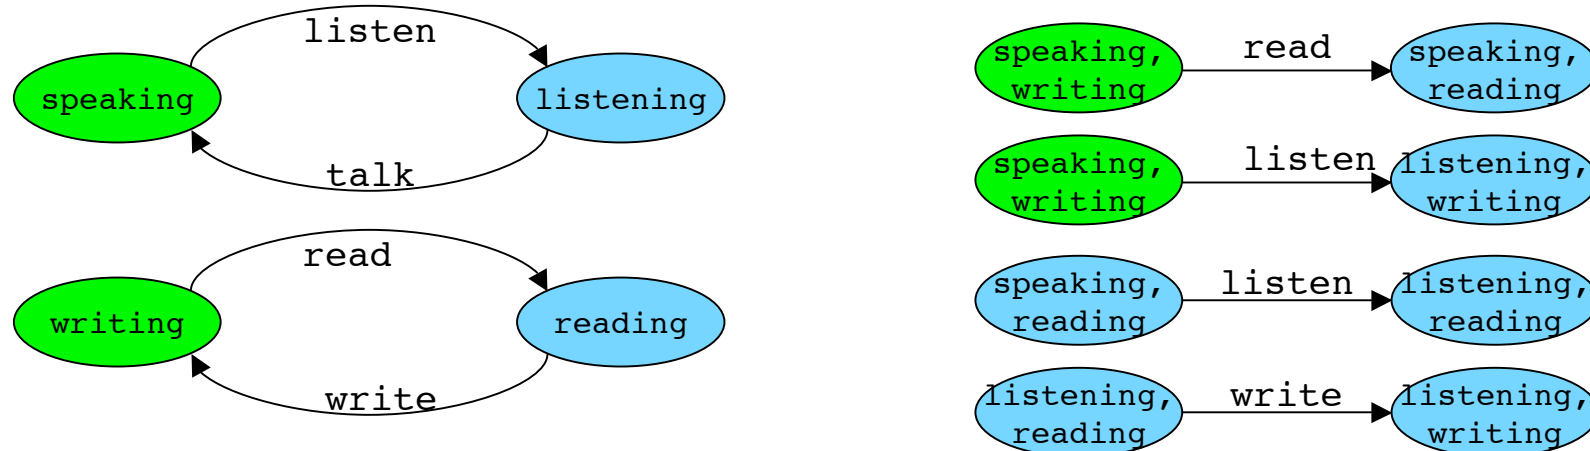 listen
speaking
listening
talk
read
writing
reading
write
speaking,
writing
read
speaking,
reading
speaking,
writing
listen
listening,
writing
speaking,
reading
listen
listening,
reading
listening,
reading
write
listening,
writing